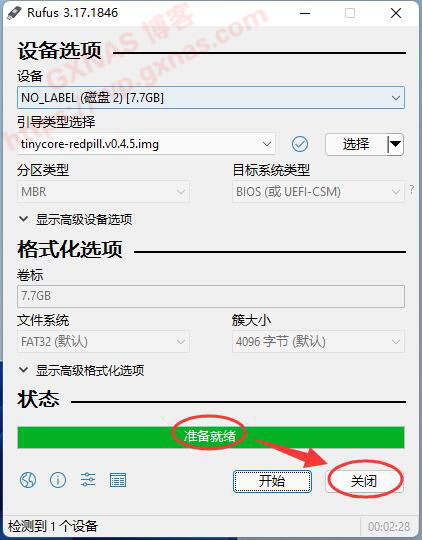 Rufus 3.17.1846
GXNAS 博客
设备选项
设备
NO_LABEL (磁盘 2) [7.7GB]
引导类型选择
tinycore-redpill.v0.4.5.img
选择
分区类型
目标系统类型
MBR
BIOS (或 UEFI-CSM)
?
显示高级设备选项
格式化选项
卷标
7.7GB
文件系统
簇大小
FAT32 (默认)
4096 字节 (默认)
显示高级格式化选项
状态
准备就绪
开始
关闭
检测到 1 个设备
00:02:28